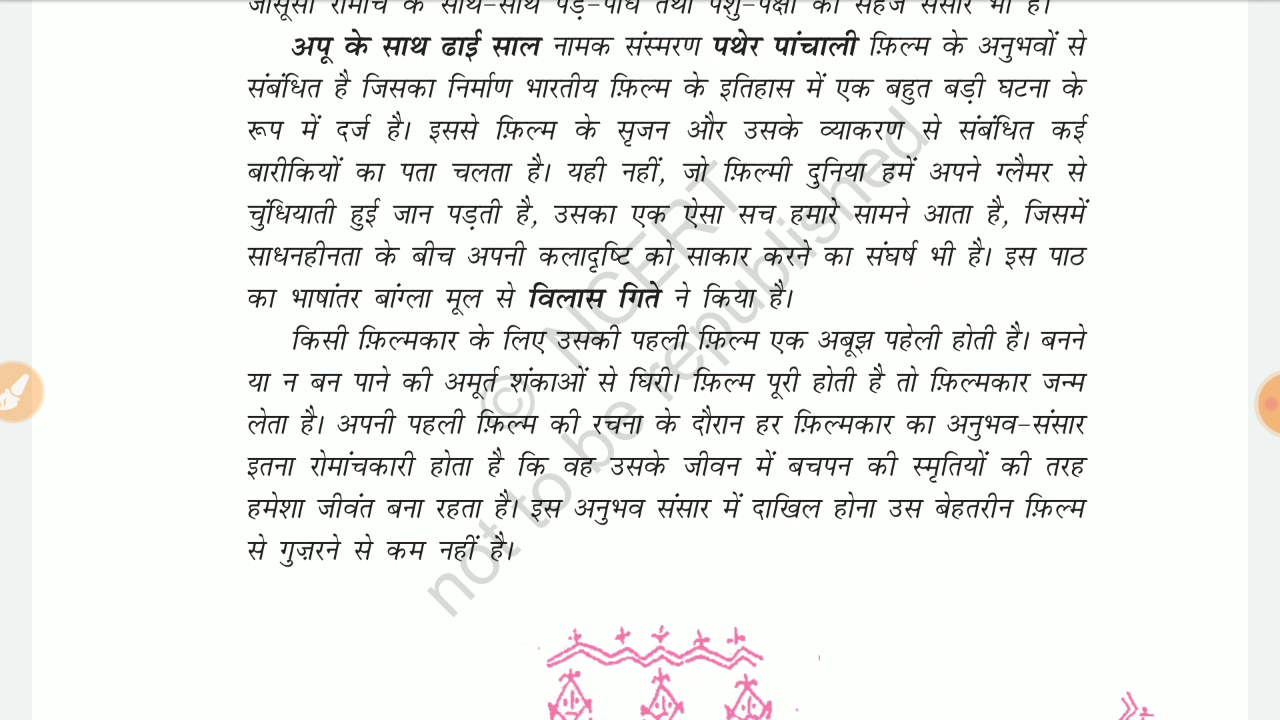 जासूसी रोमांच के साथ-साथ पेड़-पौधे तथा पशु-पक्षी का सहज संसार भी है।
अपू के साथ ढाई साल नामक संस्मरण पथेर पांचाली फ़िल्म के अनुभवों से
संबंधित है जिसका निर्माण भारतीय फ़िल्म के इतिहास में एक बहुत बड़ी घटना के
रूप में दर्ज है। इससे फ़िल्म के सृजन और उसके व्याकरण से संबंधित कई
बारीकियों का पता चलता है। यही नहीं, जो फ़िल्मी दुनिया हमें अपने ग्लैमर से
चुंधियाती हुई जान पड़ती है, उसका एक ऐसा सच हमारे सामने आता है, जिसमें
साधनहीनता के बीच अपनी कलादृष्टि को साकार करने का संघर्ष भी है। इस पाठ
का भाषांतर बांग्ला मूल से विलास गिते ने किया है।
किसी फ़िल्मकार के लिए उसकी पहली फ़िल्म एक अबूझ पहेली होती है। बनने
या न बन पाने की अमूर्त शंकाओं से घिरी। फ़िल्म पूरी होती है तो फ़िल्मकार जन्म
लेता है। अपनी पहली फ़िल्म की रचना के दौरान हर फ़िल्मकार का अनुभव-संसार
इतना रोमांचकारी होता है कि वह उसके जीवन में बचपन की स्मृतियों की तरह
हमेशा जीवंत बना रहता है। इस अनुभव संसार में दाखिल होना उस बेहतरीन फ़िल्म
से गुज़रने से कम नहीं है।
© NCERT
not to be republished